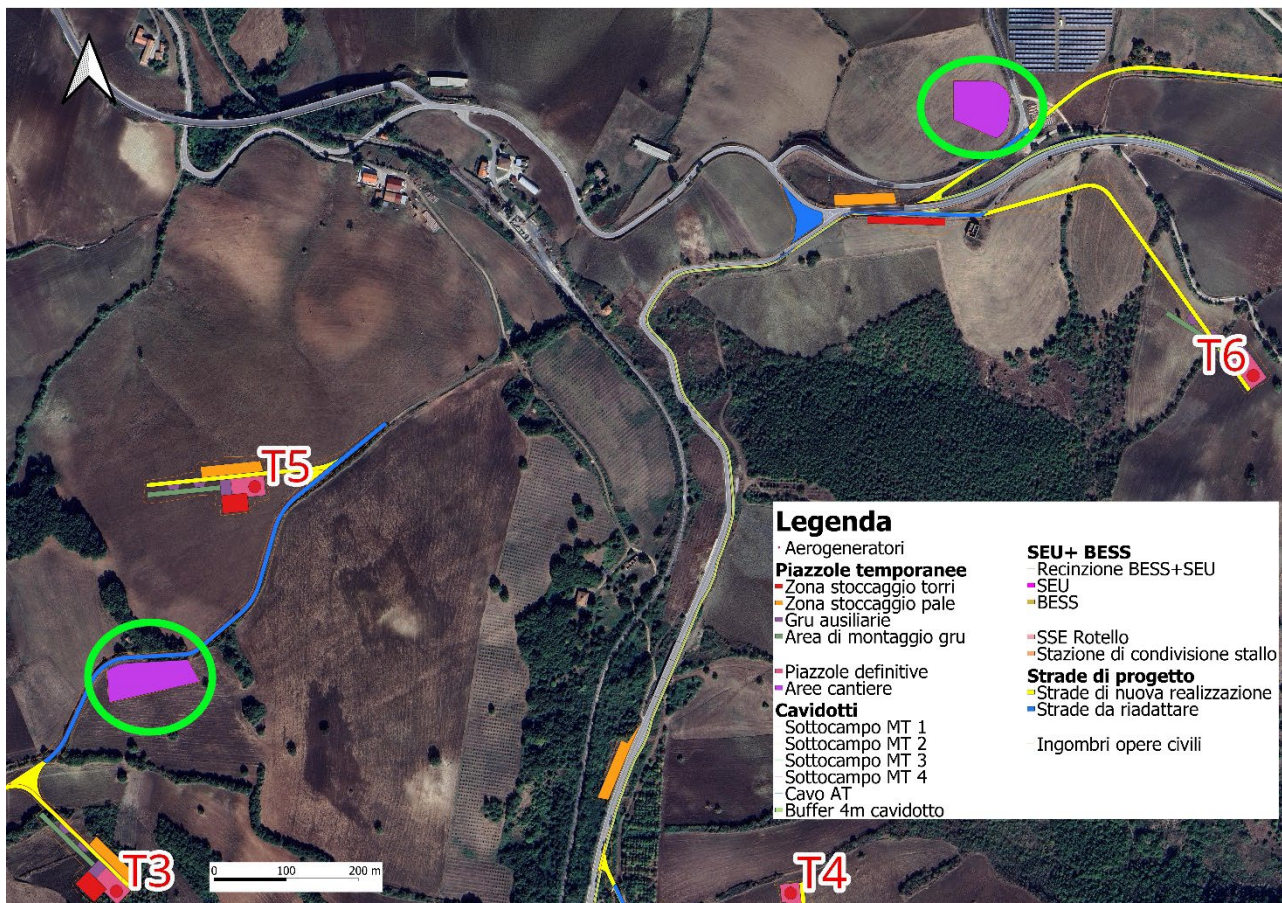 T6
T5
T3
T4
0 100 200 m
Legenda
Aerogeneratori
Piazzole temporanee
Zona stoccaggio torri
Zona stoccaggio pale
Gru ausiliarie
Area di montaggio gru
Piazzole definitive
Aree cantiere
Cavidotti
Sottocampo MT 1
Sottocampo MT 2
Sottocampo MT 3
Sottocampo MT 4
Cavo AT
Buffer 4m cavidotto
SEU+ BESS
Recinzione BESS+SEU
SEU
BESS
SSE Rotello
Stazione di condivisione stallo
Strade di progetto
Strade di nuova realizzazione
Strade da riadattare
Ingombri opere civili